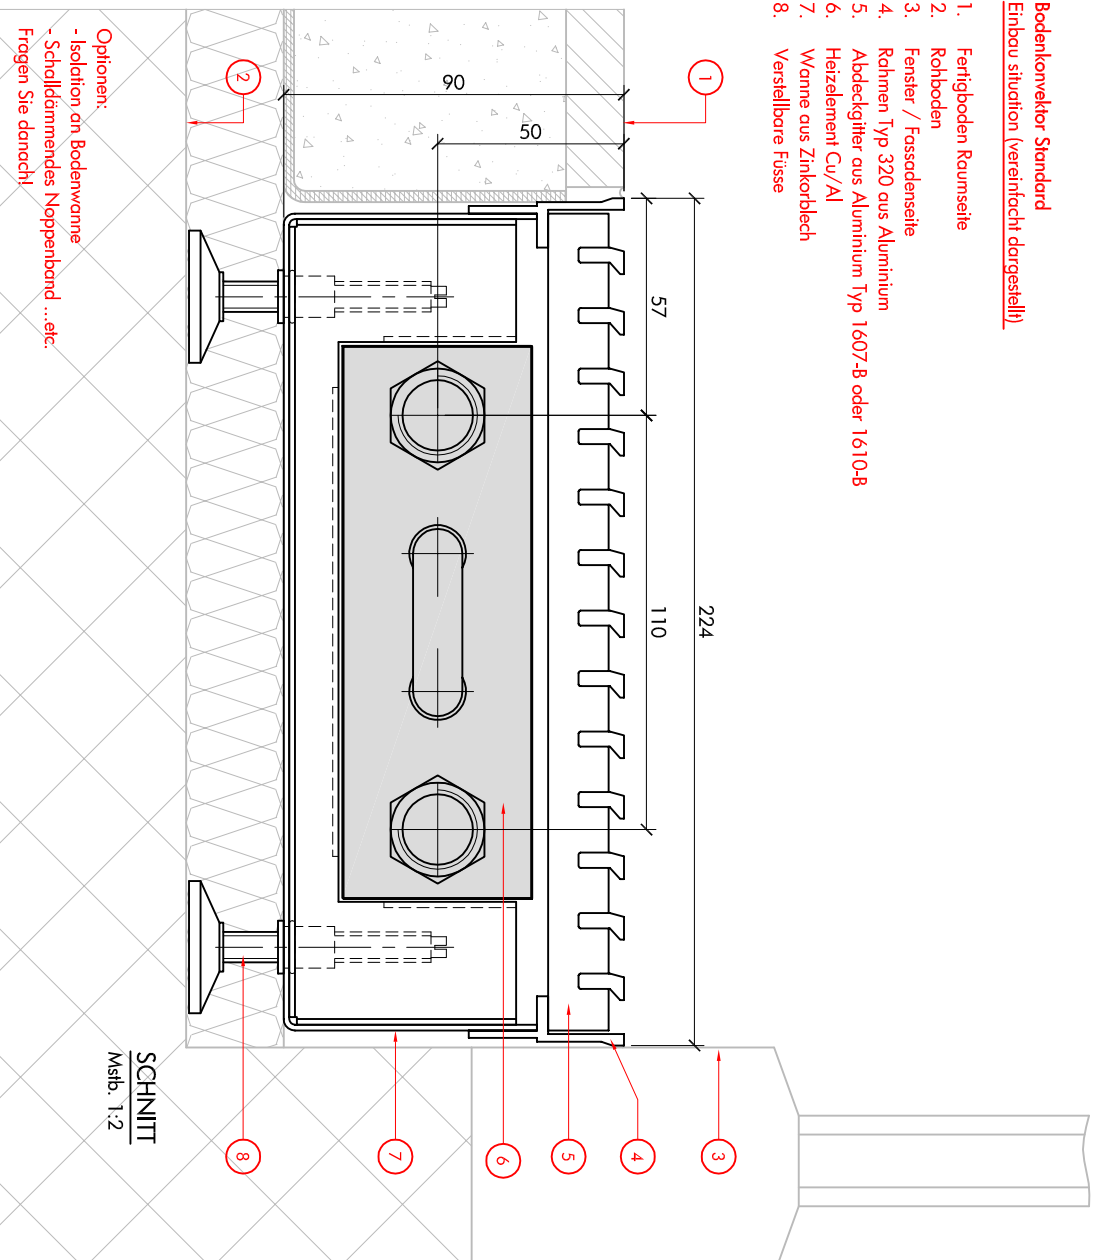 Bodenkonvektor Standard
Einbau situation (vereinfacht dargestellt)
1. Fertigboden Raumseite
2. Rohboden
3. Fenster / Fassadenseite
4. Rahmen Typ 320 aus Aluminium
5. Abdeckgitter aus Aluminium Typ 1607-B oder 1610-B
6. Heizelement Cu/Al
7. Wanne aus Zinkorblech
8. Verstellbare Füsse
1
2
90
50
57
110
224
3
4
5
6
7
8
Optionen:
- Isolation an Bodenwanne
- Schalldämmendes Noppenband ...etc.
Fragen Sie danach!
SCHNITT
Mstb. 1:2